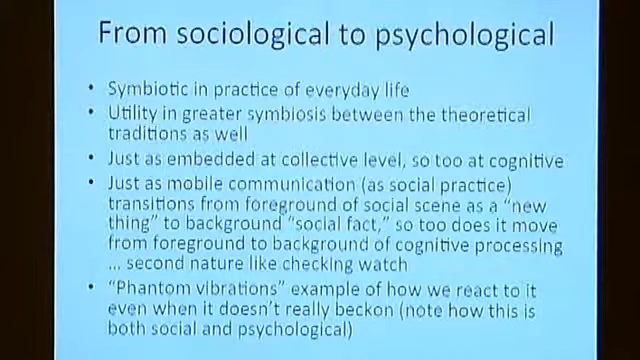 From sociological to psychological
• Symbiotic in practice of everyday life
• Utility in greater symbiosis between the theoretical
traditions as well
• Just as embedded at collective level, so too at cognitive
• Just as mobile communication (as social practice)
transitions from foreground of social scene as a “new
thing” to background “social fact,” so too does it move
from foreground to background of cognitive processing
... second nature like checking watch
• “Phantom vibrations” example of how we react to it
even when it doesn’t really beckon (note how this is
both social and psychological)